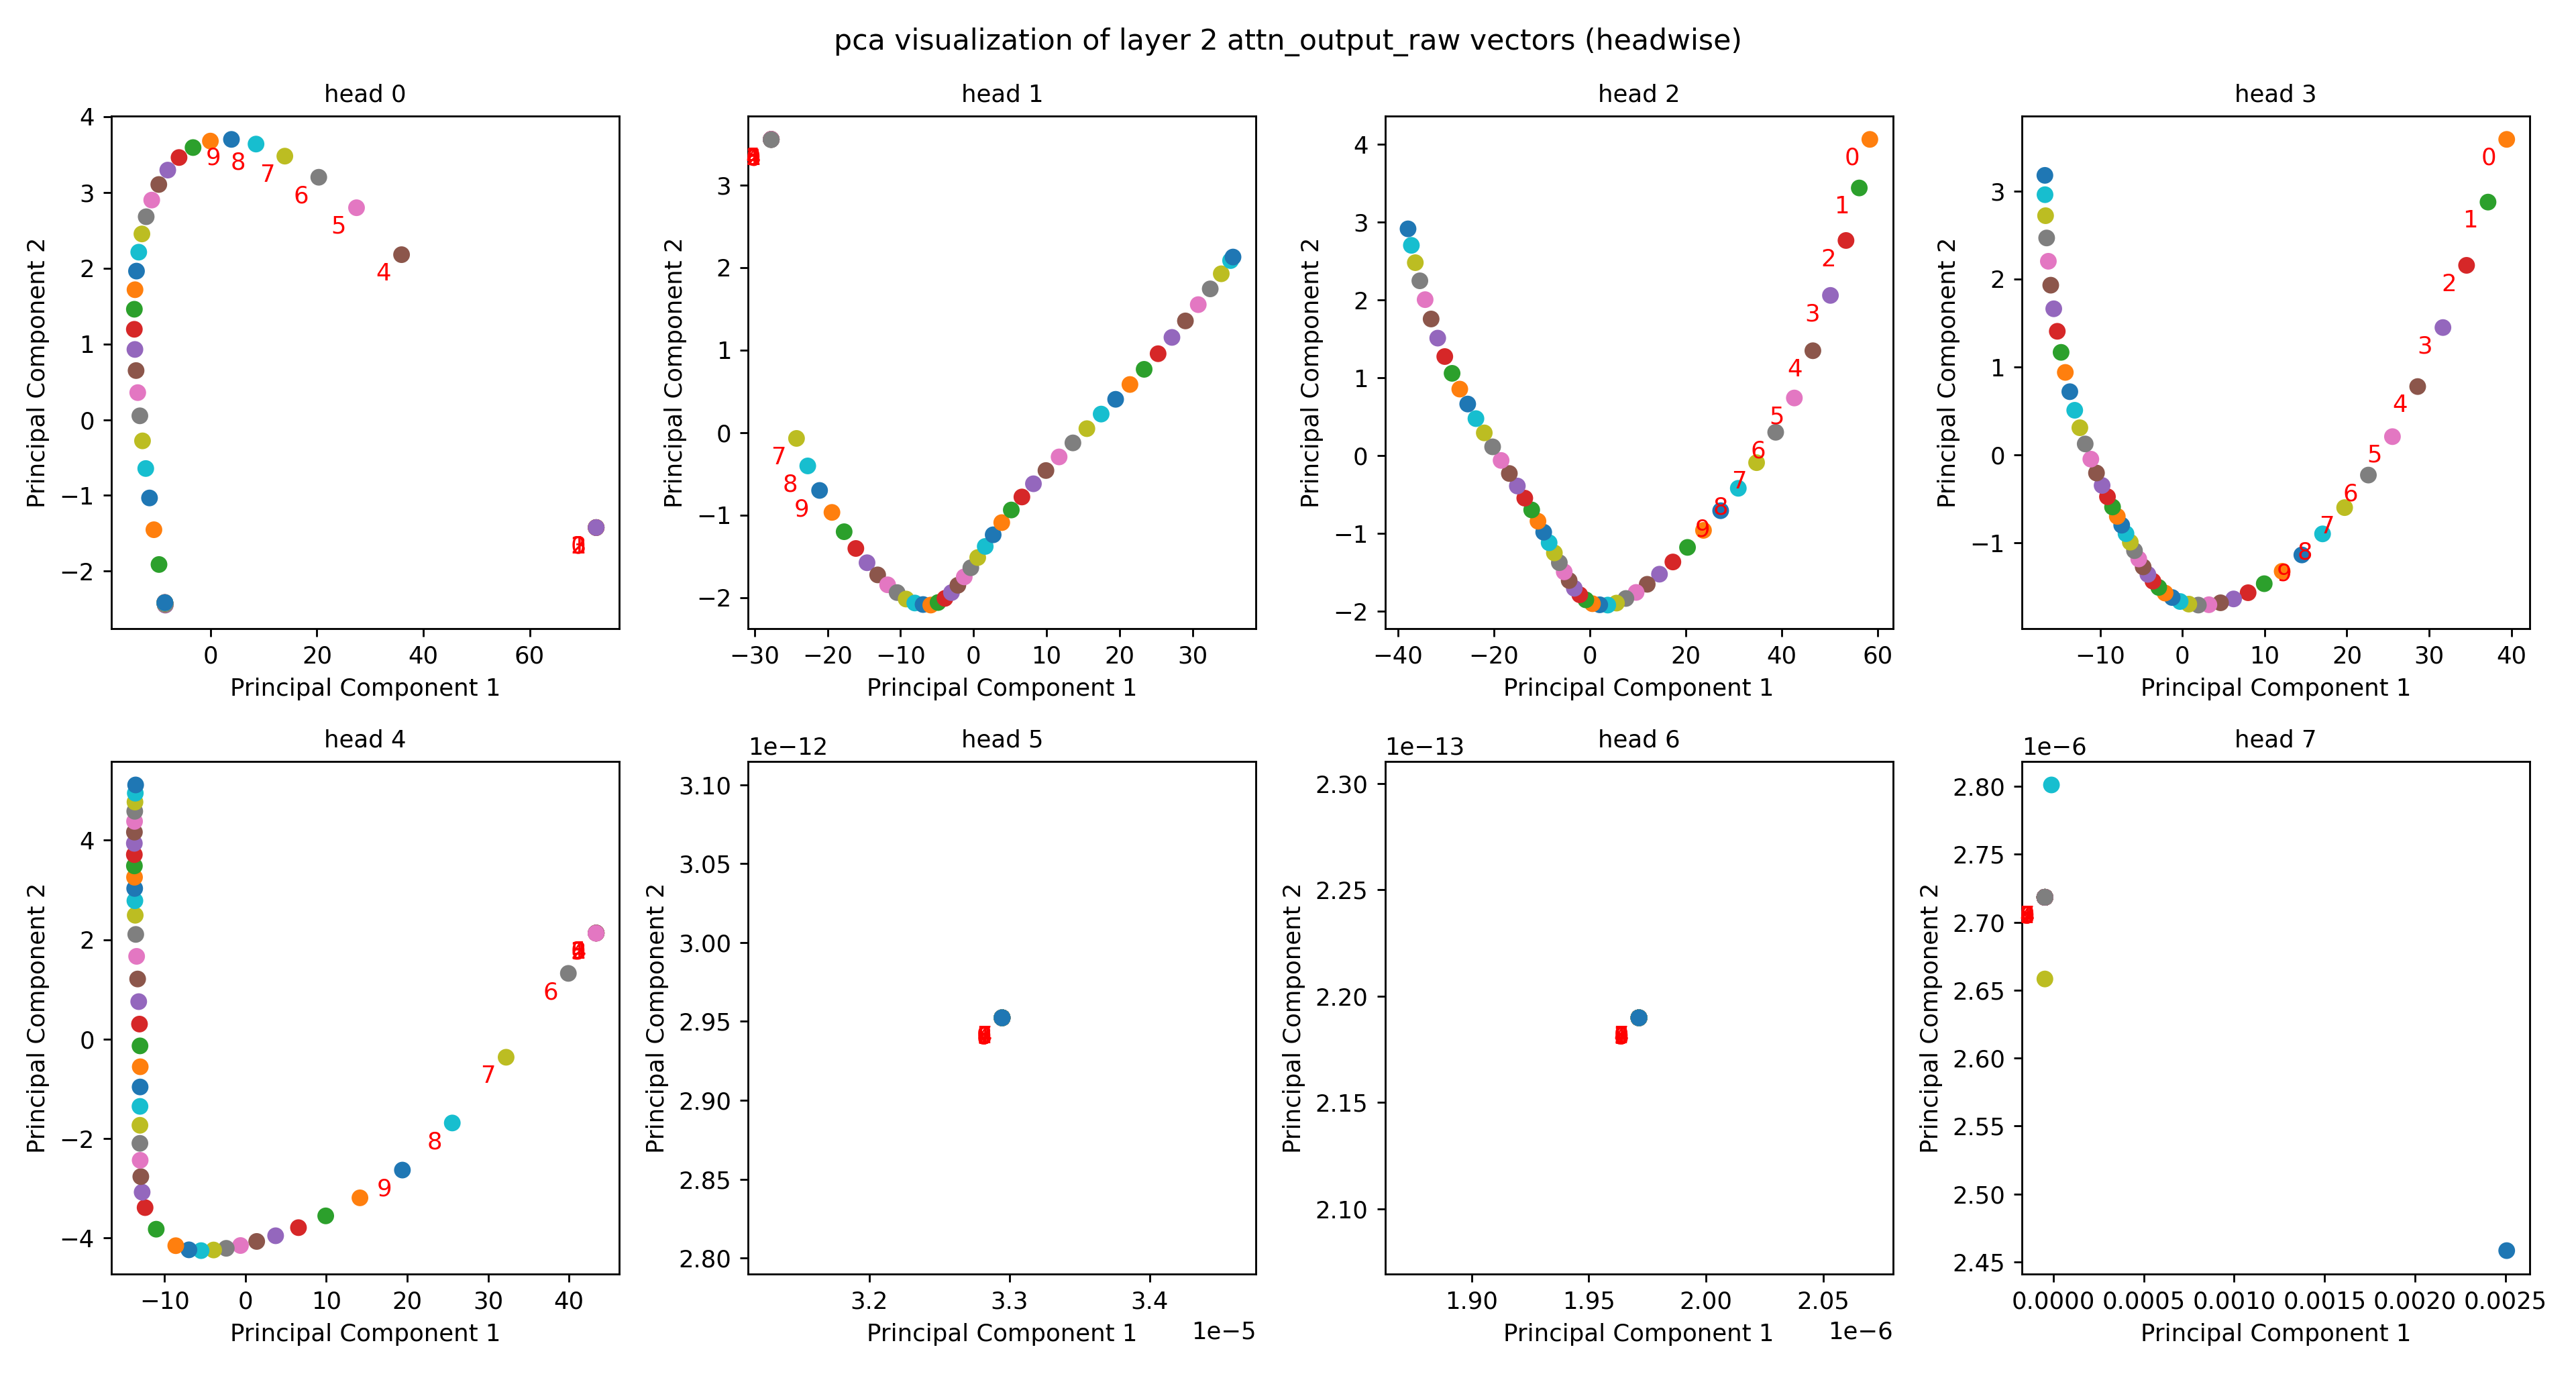 pca visualization of layer 2 attn_output_raw vectors (headwise)
head 0
4
3
2
1
0
−1
−2
0 20 40 60
Principal Component 1
Principal Component 2
9
8
7
6
5
4
head 1
3
2
1
0
−1
−2
−30 −20 −10 0 10 20 30
Principal Component 1
Principal Component 2
7
8
9
head 2
4
3
2
1
0
−1
−2
−40 −20 0 20 40 60
Principal Component 1
Principal Component 2
0
1
2
3
4
5
6
7
8
9
head 3
3
2
1
0
−1
−10 0 10 20 30 40
Principal Component 1
Principal Component 2
0
1
2
3
4
5
6
7
8
9
head 4
4
2
0
−2
−4
−10 0 10 20 30 40
Principal Component 1
Principal Component 2
6
7
8
9
head 5
1e−12
3.10
3.05
3.00
2.95
2.90
2.85
2.80
3.2 3.3 3.4
1e−5
Principal Component 1
Principal Component 2
head 6
1e−13
2.30
2.25
2.20
2.15
2.10
1.90 1.95 2.00 2.05
1e−6
Principal Component 1
Principal Component 2
head 7
1e−6
2.80
2.75
2.70
2.65
2.60
2.55
2.50
2.45
0.0000 0.0005 0.0010 0.0015 0.0020 0.0025
Principal Component 1
Principal Component 2